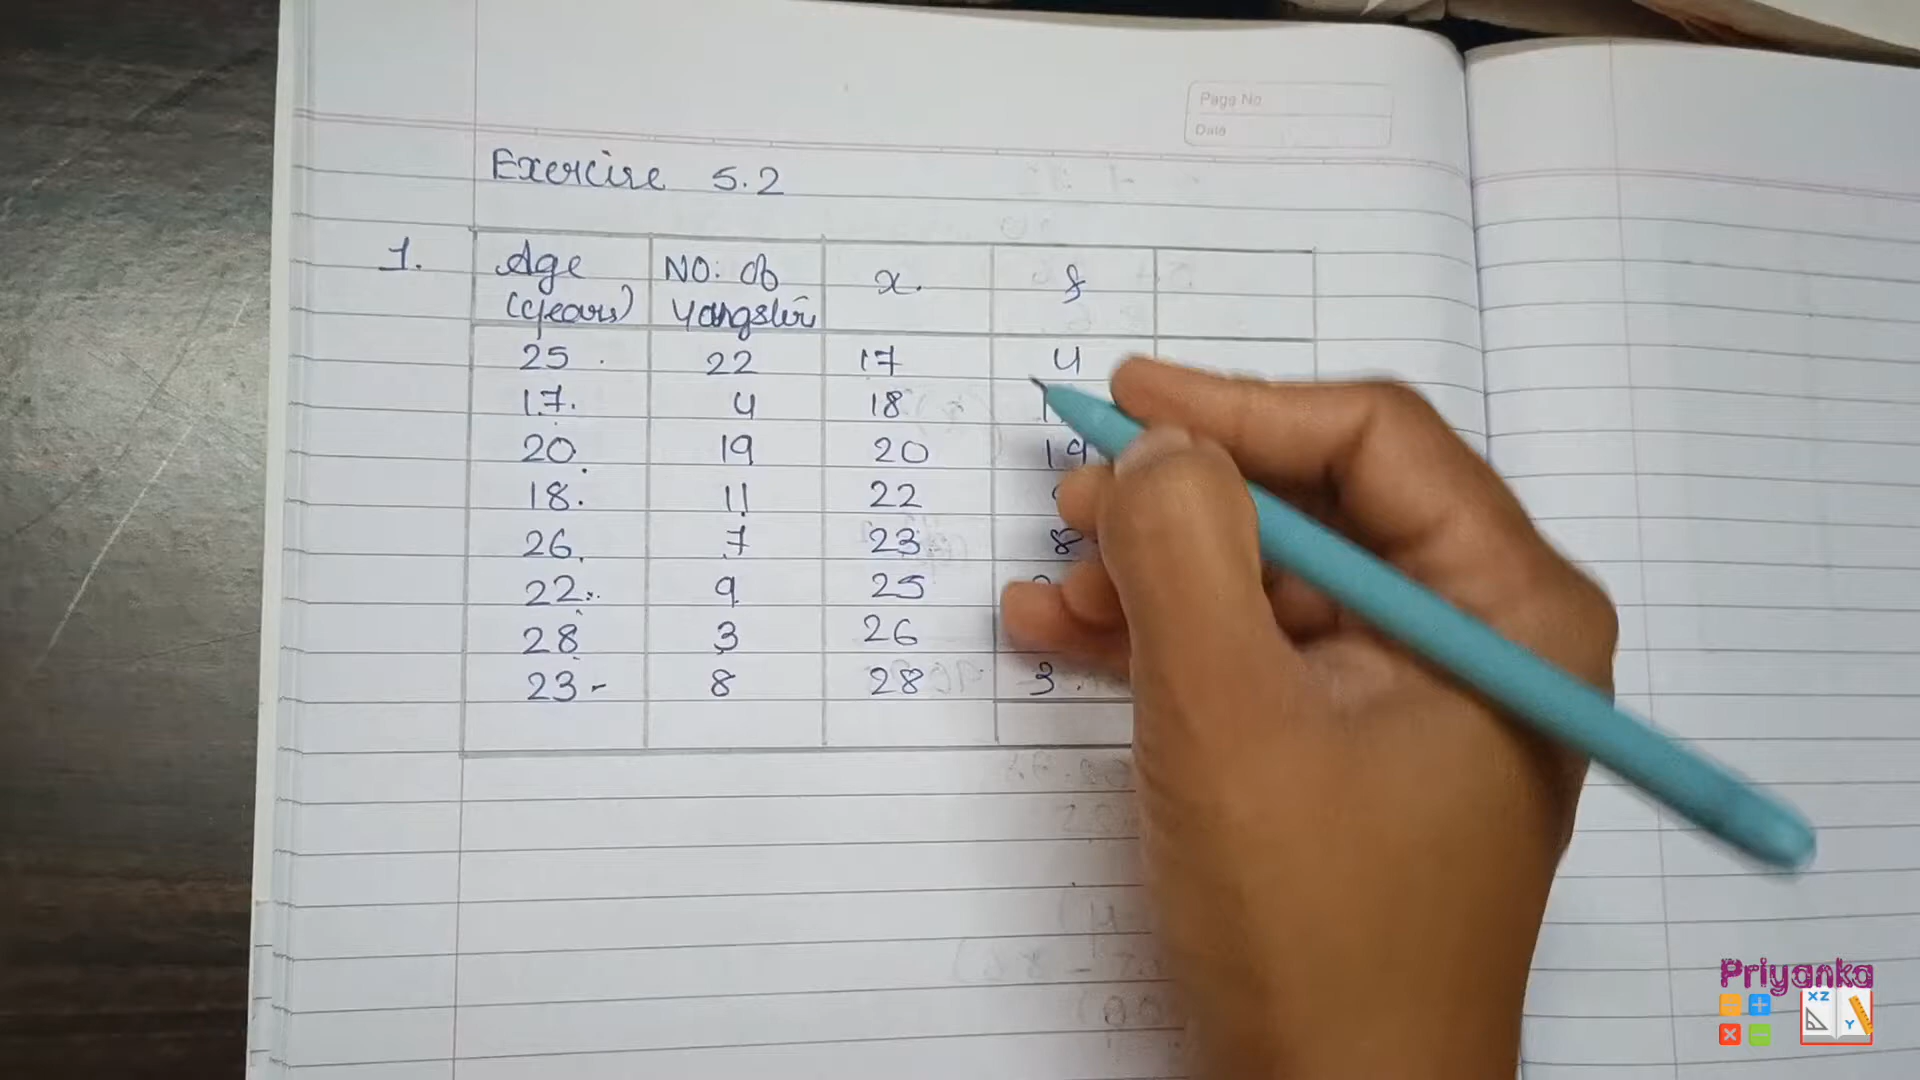 Page No
Date
Exercise 5.2
1.
Age (years) NO: of Yangsters x. f
25 . 22 17 4
17. 4 18
20. 19 20 19
18. 11 22
26. 7 23 8
22. 9 25
28 3 26
23 - 8 28 3.
Priyanka
XZ
Y